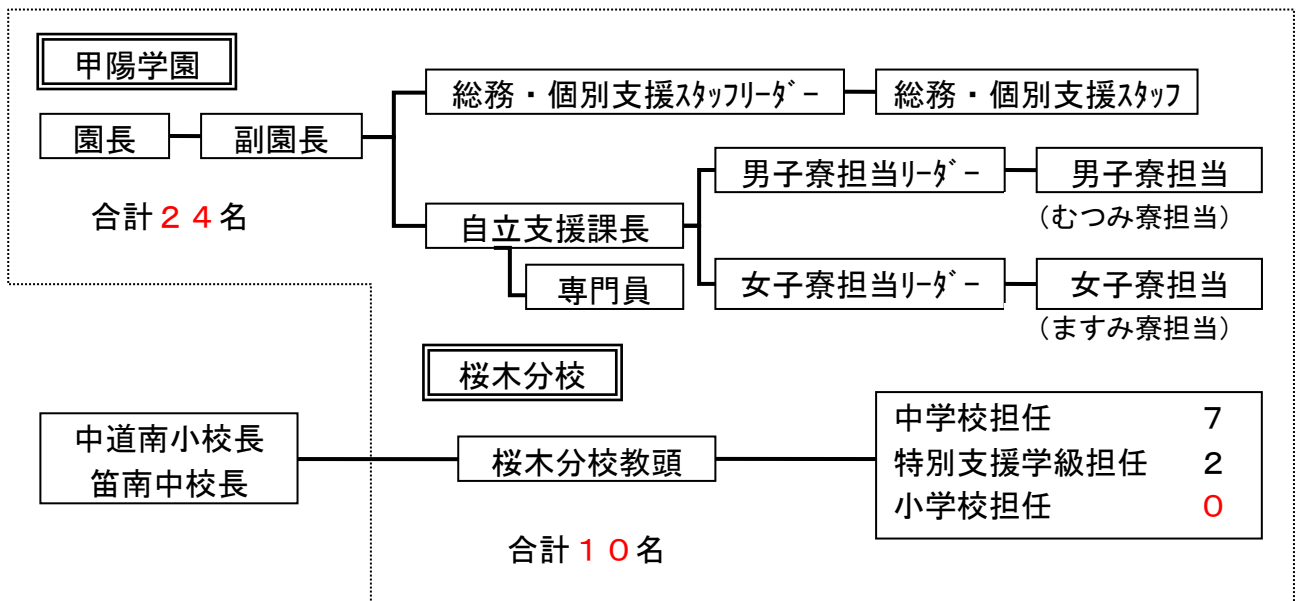 甲陽学園
総務・個別支援ｽﾀｯﾌﾘｰﾀﾞｰ
総務・個別支援ｽﾀｯﾌ
園長
副園長
男子寮担当ﾘｰﾀﾞｰ
男子寮担当
(むつみ寮担当)
合計２４名
自立支援課長
専門員
女子寮担当ﾘｰﾀﾞｰ
女子寮担当
(ますみ寮担当)
桜木分校
中道南小校長
笛南中校長
桜木分校教頭
中学校担任 ７
特別支援学級担任 ２
小学校担任 ０
合計１０名